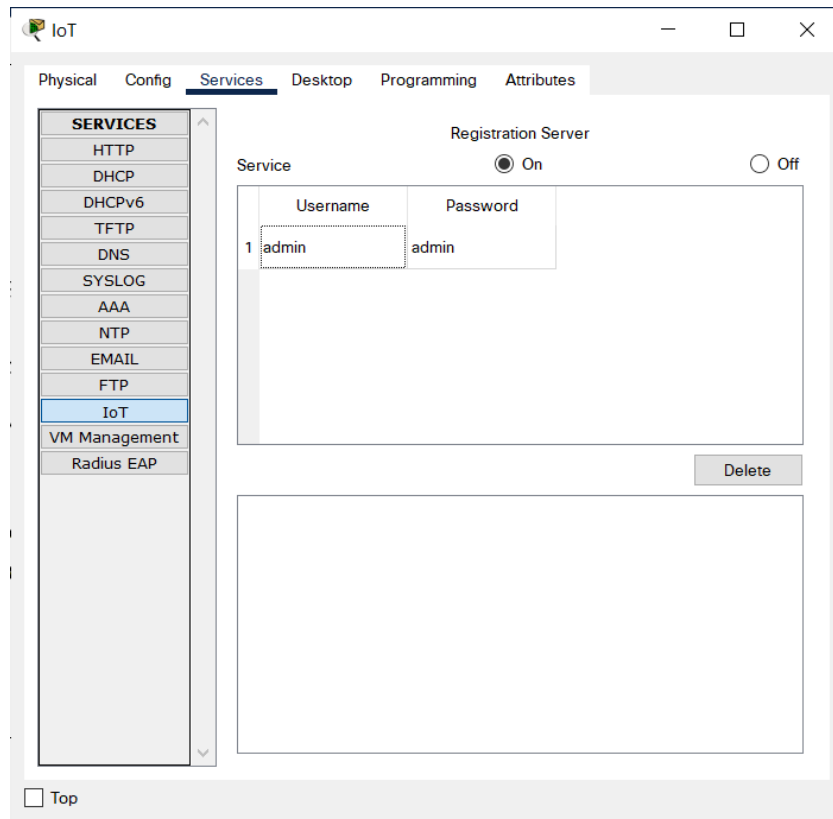 IoT
Physical Config Services Desktop Programming Attributes
SERVICES
HTTP
DHCP
DHCPv6
TFTP
DNS
SYSLOG
AAA
NTP
EMAIL
FTP
IoT
VM Management
Radius EAP
Registration Server
Service On Off
Username Password
1 admin admin
Delete
Top